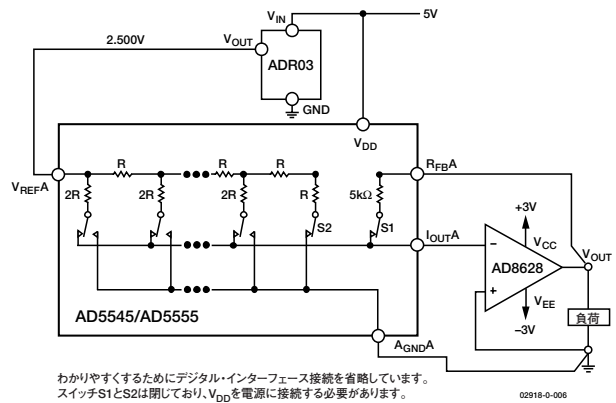 VIN
5V
2.500V
VOUT
ADR03
GND
VDD
R
R
R
RFBA
VREFA
2R
2R
2R
R
5kΩ
+3V
S2
S1
IOUTA
VCC
VOUT
AD8628
VEE
負荷
–3V
AD5545/AD5555
AGNDA
わかりやすくするためにデジタル・インターフェース接続を省略しています。
スイッチS1とS2は閉じており、VDDを電源に接続する必要があります。
02918-0-006